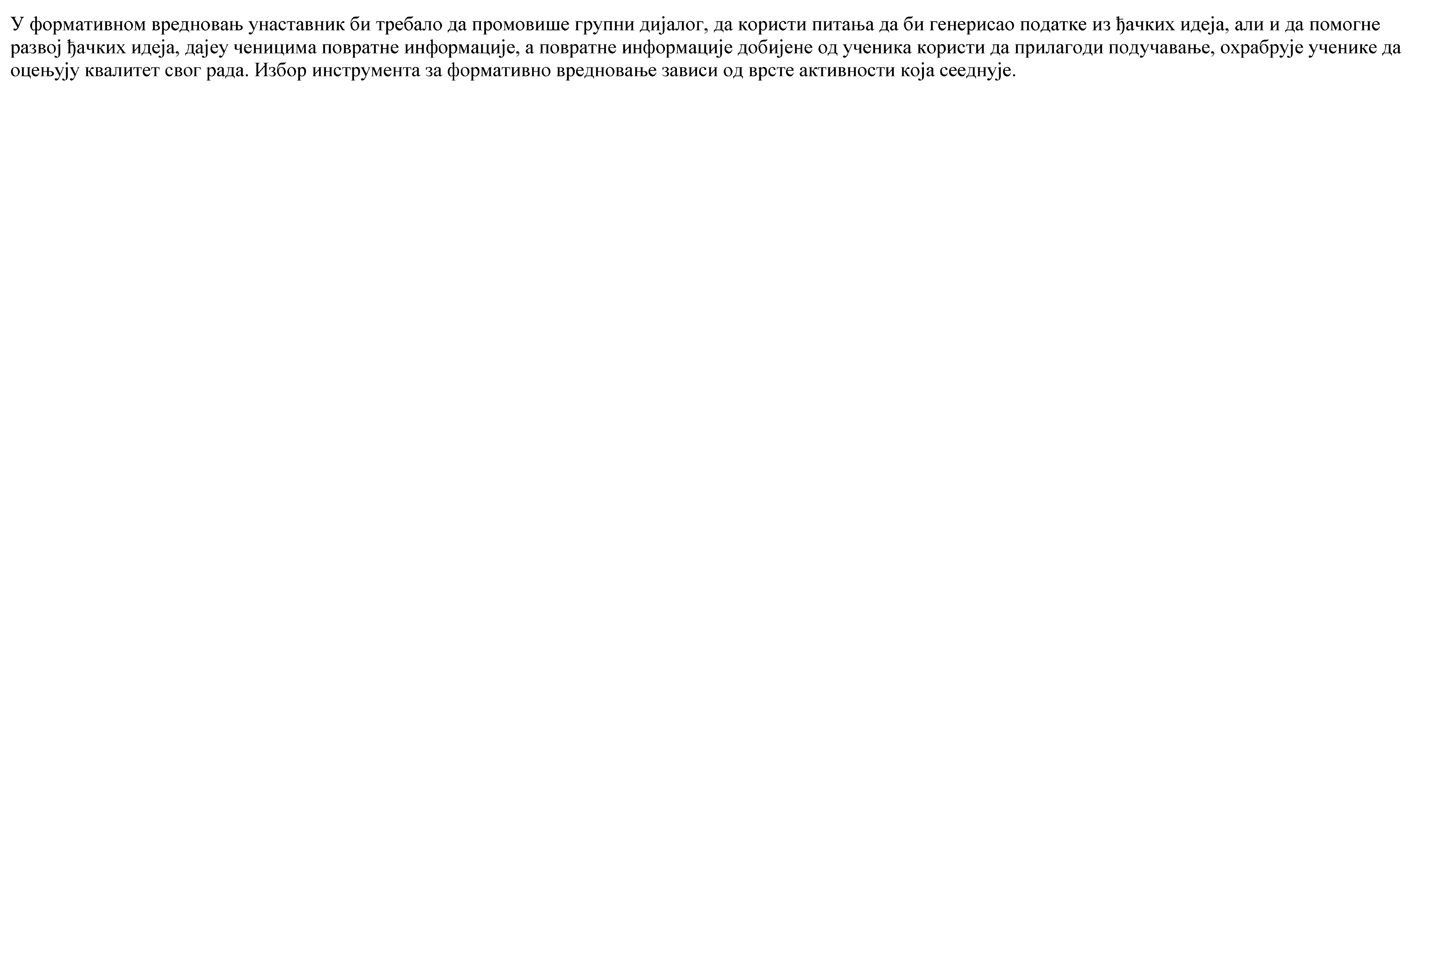 У формативном вредновањ унаставник би требало да промовише групни дијалог, да користи питања да би генерисао податке из ђачких идеја, али и да помогне
развој ђачких идеја, дајеу ченицима повратне информације, а повратне информације добијене од ученика користи да прилагоди подучавање, охрабрује ученике да
оцењују квалитет свог рада. Избор инструмента за формативно вредновање зависи од врсте активности која сееднује.